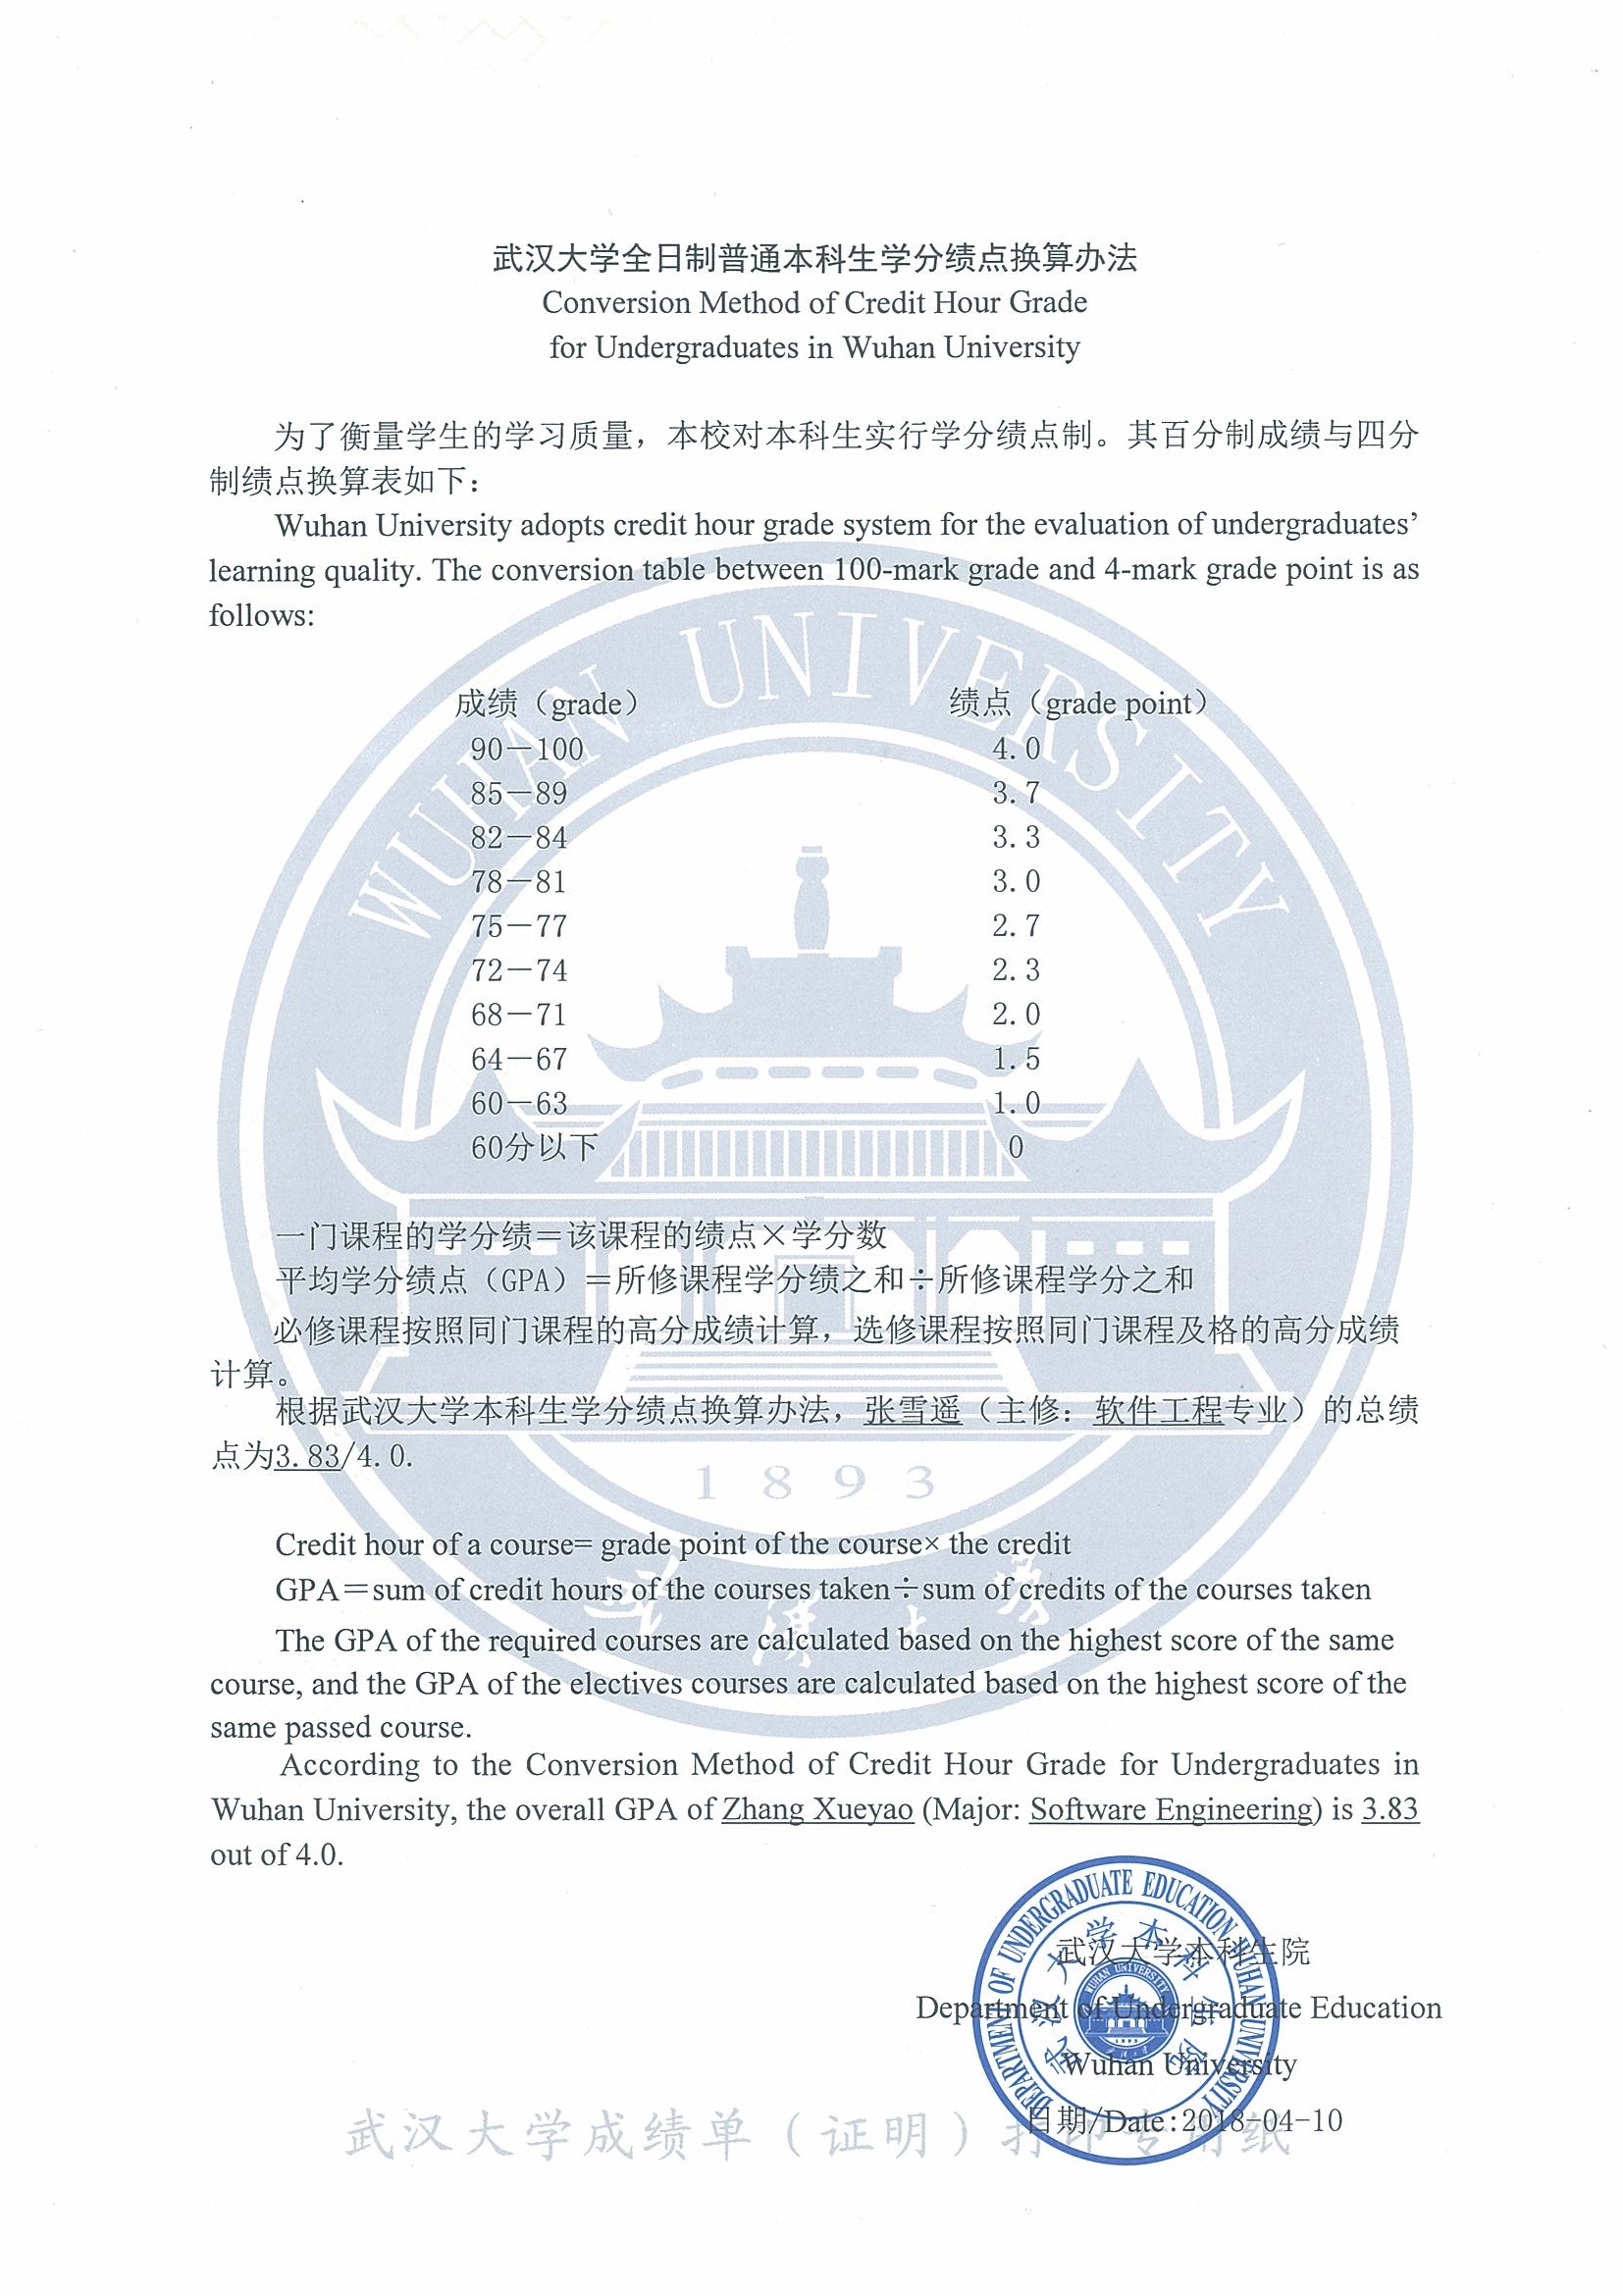 武汉大学全日制普通本科生学分绩点换算办法
Conversion Method of Credit Hour Grade
for Undergraduates in Wuhan University
为了衡量学生的学习质量，本校对本科生实行学分绩点制。其百分制成绩与四分
制绩点换算表如下：
Wuhan University adopts credit hour grade system for the evaluation of undergraduates’
learning quality. The conversion table between 100-mark grade and 4-mark grade point is as
follows:
WUHAN UNIVERSITY
成绩（grade） 绩点（grade point）
90—100 4.0
85—89 3.7
82—84 3.3
78—81 3.0
75—77 2.7
72—74 2.3
68—71 2.0
64—67 1.5
60—63 1.0
60分以下 0
一门课程的学分绩＝该课程的绩点×学分数
平均学分绩点（GPA）＝所修课程学分绩之和÷所修课程学分之和
必修课程按照同门课程的高分成绩计算，选修课程按照同门课程及格的高分成绩
计算。
根据武汉大学本科生学分绩点换算办法，张雪遥（主修：软件工程专业）的总绩
点为3.83/4.0.
1893
Credit hour of a course= grade point of the course× the credit
GPA＝sum of credit hours of the courses taken÷sum of credits of the courses taken
武汉大学
The GPA of the required courses are calculated based on the highest score of the same
course, and the GPA of the electives courses are calculated based on the highest score of the
same passed course.
According to the Conversion Method of Credit Hour Grade for Undergraduates in
Wuhan University, the overall GPA of Zhang Xueyao (Major: Software Engineering) is 3.83
out of 4.0.
DEPARTMENT OF UNDERGRADUATE EDUCATION WUHAN UNIVERSITY
武汉大学本科生院
WUHAN UNIVERSITY
1893
武汉大学本科生院
Department of Undergraduate Education
Wuhan University
日期/Date:2018-04-10
武汉大学成绩单（证明）打印专用纸